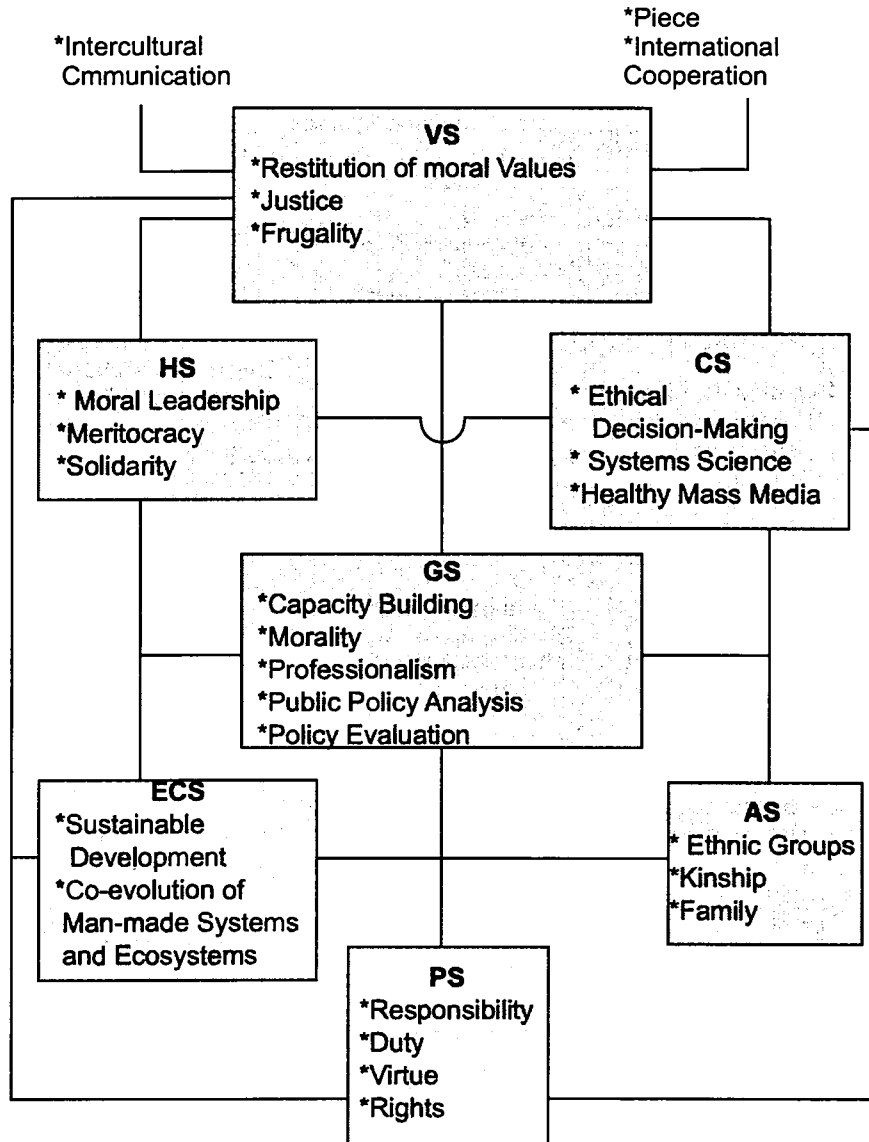 *Intercultural
Cmmunication
*Piece
*International
Cooperation
VS
*Restitution of moral Values
*Justice
*Frugality
HS
* Moral Leadership
*Meritocracy
*Solidarity
CS
* Ethical
Decision-Making
* Systems Science
*Healthy Mass Media
GS
*Capacity Building
*Morality
*Professionalism
*Public Policy Analysis
*Policy Evaluation
ECS
*Sustainable
Development
*Co-evolution of
Man-made Systems
and Ecosystems
AS
* Ethnic Groups
*Kinship
*Family
PS
*Responsibility
*Duty
*Virtue
*Rights